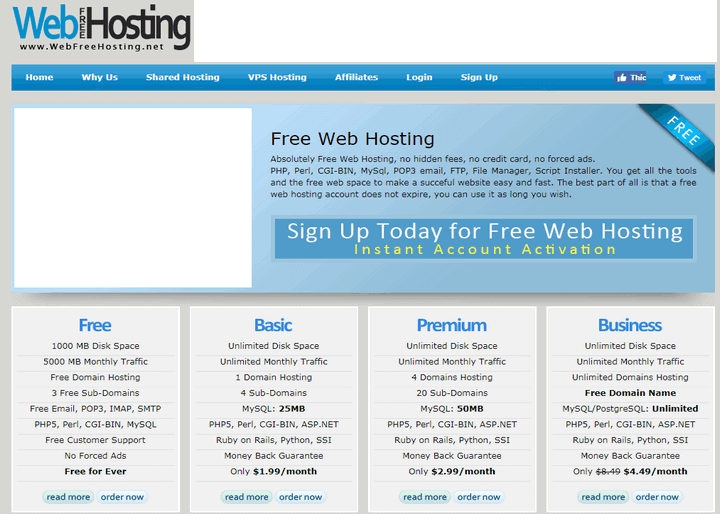 Web FREE Hosting
www.WebFreeHosting.net
Home Why Us Shared Hosting VPS Hosting Affiliates Login Sign Up Thíc Tweet
FREE
Free Web Hosting
Absolutely Free Web Hosting, no hidden fees, no credit card, no forced ads.
PHP, Perl, CGI-BIN, MySql, POP3 email, FTP, File Manager, Script Installer. You get all the tools
and the free web space to make a succeful website easy and fast. The best part of all is that a free
web hosting account does not expire, you can use it as long you wish.
Sign Up Today for Free Web Hosting
Instant Account Activation
Free
1000 MB Disk Space
5000 MB Monthly Traffic
Free Domain Hosting
3 Free Sub-Domains
Free Email, POP3, IMAP, SMTP
PHP5, Perl, CGI-BIN, MySQL
Free Customer Support
No Forced Ads
Free for Ever
read more order now
Basic
Unlimited Disk Space
Unlimited Monthly Traffic
1 Domain Hosting
4 Sub-Domains
MySQL: 25MB
PHP5, Perl, CGI-BIN, ASP.NET
Ruby on Rails, Python, SSI
Money Back Guarantee
Only $1.99/month
read more order now
Premium
Unlimited Disk Space
Unlimited Monthly Traffic
4 Domains Hosting
20 Sub-Domains
MySQL: 50MB
PHP5, Perl, CGI-BIN, ASP.NET
Ruby on Rails, Python, SSI
Money Back Guarantee
Only $2.99/month
read more order now
Business
Unlimited Disk Space
Unlimited Monthly Traffic
Unlimited Domains Hosting
Free Domain Name
MySQL/PostgreSQL: Unlimited
PHP5, Perl, CGI-BIN, ASP.NET
Ruby on Rails, Python, SSI
Money Back Guarantee
Only $8.49 $4.49/month
read more order now